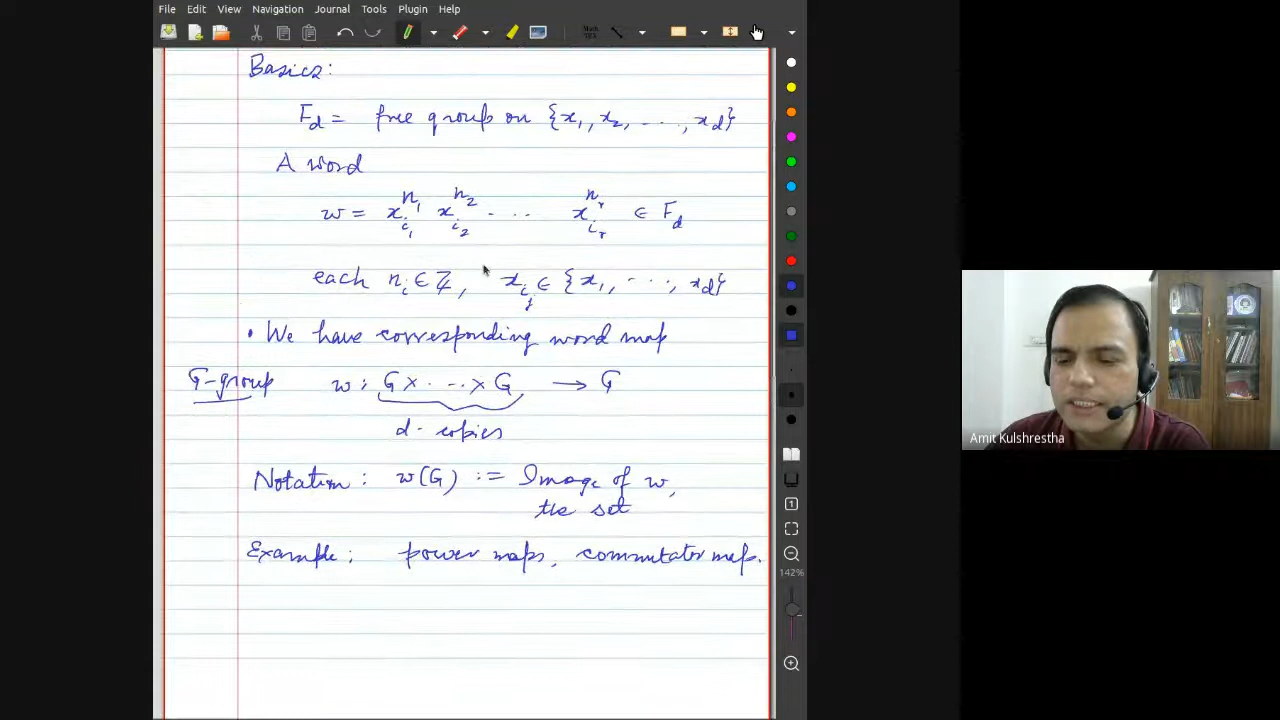 File Edit View Navigation Journal Tools Plugin Help
Basics:
F_d = free group on {x_1, x_2, ..., x_d}
A word
w = x_{i_1}^{n_1} x_{i_2}^{n_2} ... x_{i_r}^{n_r} ∈ F_d
each n_i ∈ ℤ, x_{i_j} ∈ {x_1, ..., x_d}
• We have corresponding word map
G-group w: G × ... × G → G
d-copies
Notation: w(G) := Image of w,
the set
Example: power maps, commutator map.
1
142%
Amit Kulshrestha